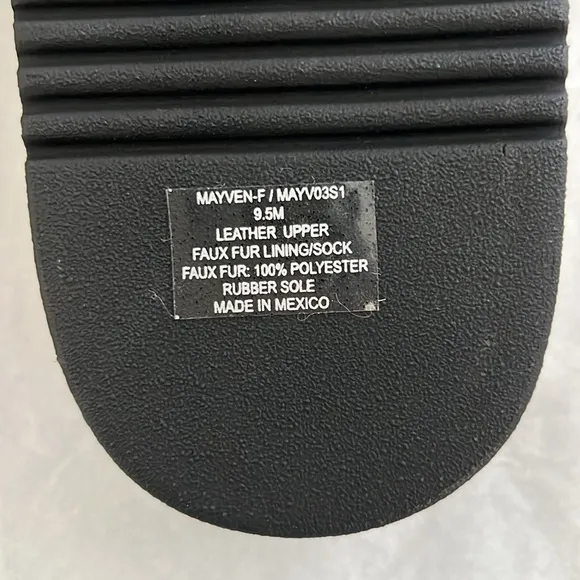 MAYVEN-F / MAYV03S1
9.5M
LEATHER UPPER
FAUX FUR LINING/SOCK
FAUX FUR: 100% POLYESTER
RUBBER SOLE
MADE IN MEXICO